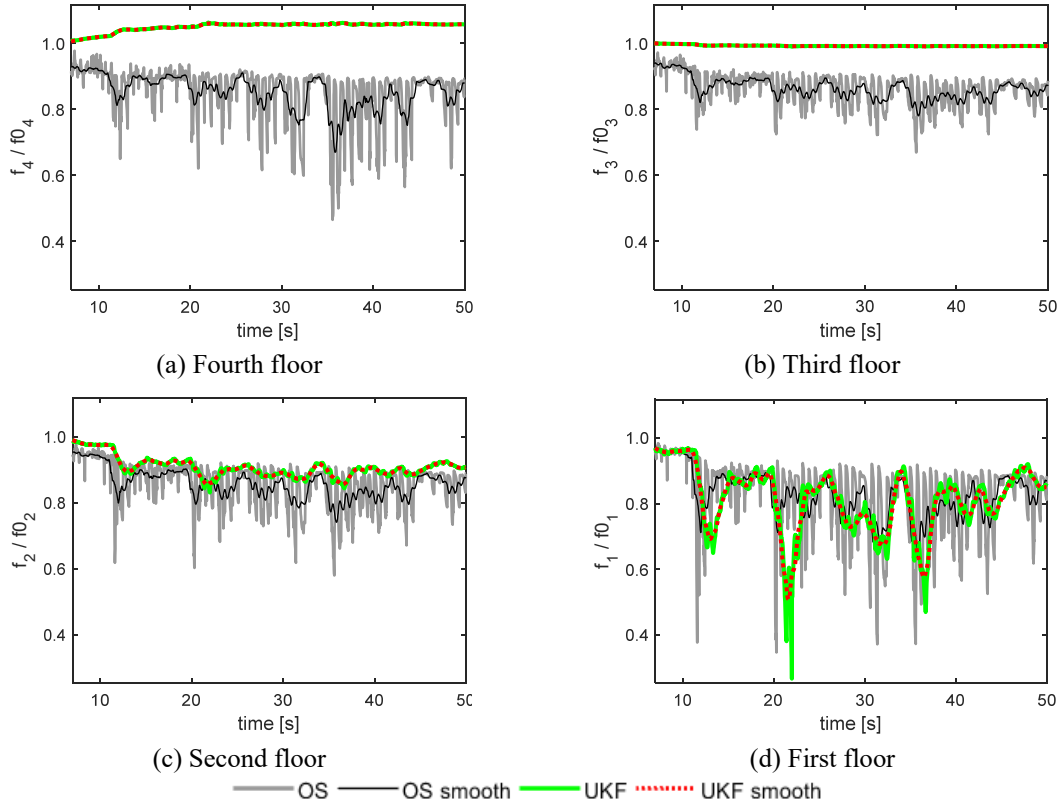 1.0
0.8
0.6
0.4
f4 / f04
10 20 30 40 50
time [s]
(a) Fourth floor
1.0
0.8
0.6
0.4
f3 / f03
10 20 30 40 50
time [s]
(b) Third floor
1.0
0.8
0.6
0.4
f2 / f02
10 20 30 40 50
time [s]
(c) Second floor
1.0
0.8
0.6
0.4
f1 / f01
10 20 30 40 50
time [s]
(d) First floor
OS OS smooth UKF UKF smooth